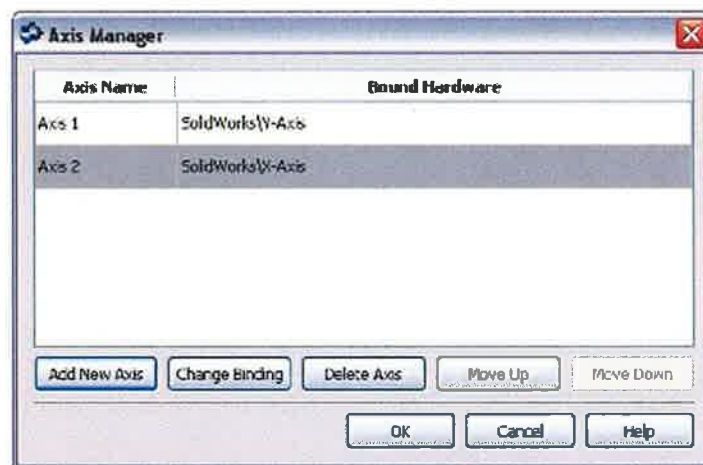 Axis Manager
Axis Name Bound Hardware
Axis 1 SolidWorks\Y-Axis
Axis 2 SolidWorks\X-Axis
Add New Axis Change Binding Delete Axis Move Up Move Down
OK Cancel Help